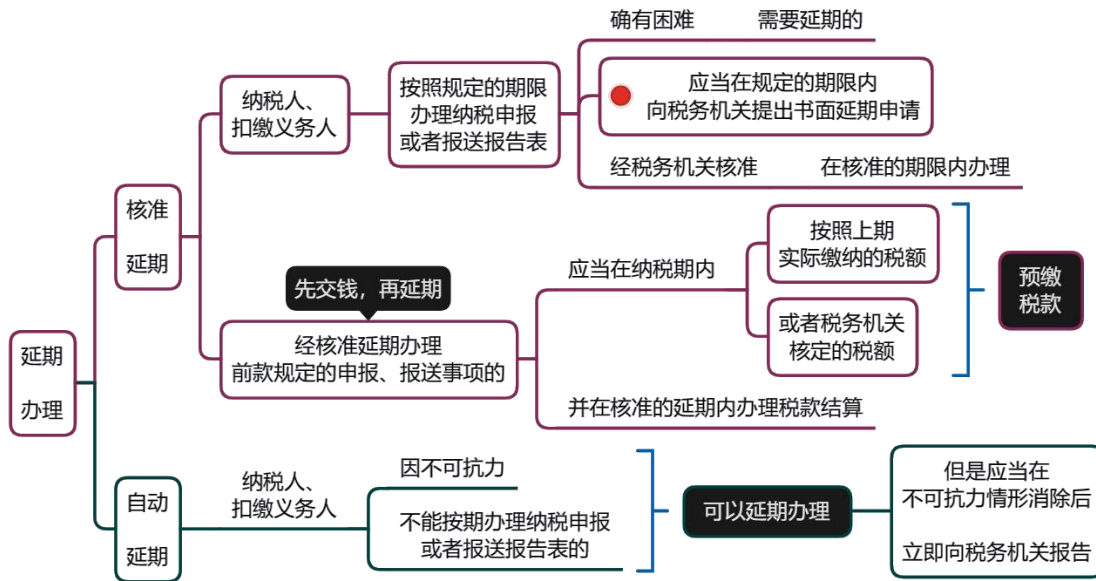 延期
办理
核准
延期
纳税人、
扣缴义务人
按照规定的期限
办理纳税申报
或者报送报告表
确有困难 需要延期的
应当在规定的期限内
向税务机关提出书面延期申请
经税务机关核准 在核准的期限内办理
先交钱，再延期
经核准延期办理
前款规定的申报、报送事项的
应当在纳税期内
按照上期
实际缴纳的税额
或者税务机关
核定的税额
预缴
税款
并在核准的延期内办理税款结算
自动
延期
纳税人、
扣缴义务人
因不可抗力
不能按期办理纳税申报
或者报送报告表的
可以延期办理
但是应当在
不可抗力情形消除后
立即向税务机关报告